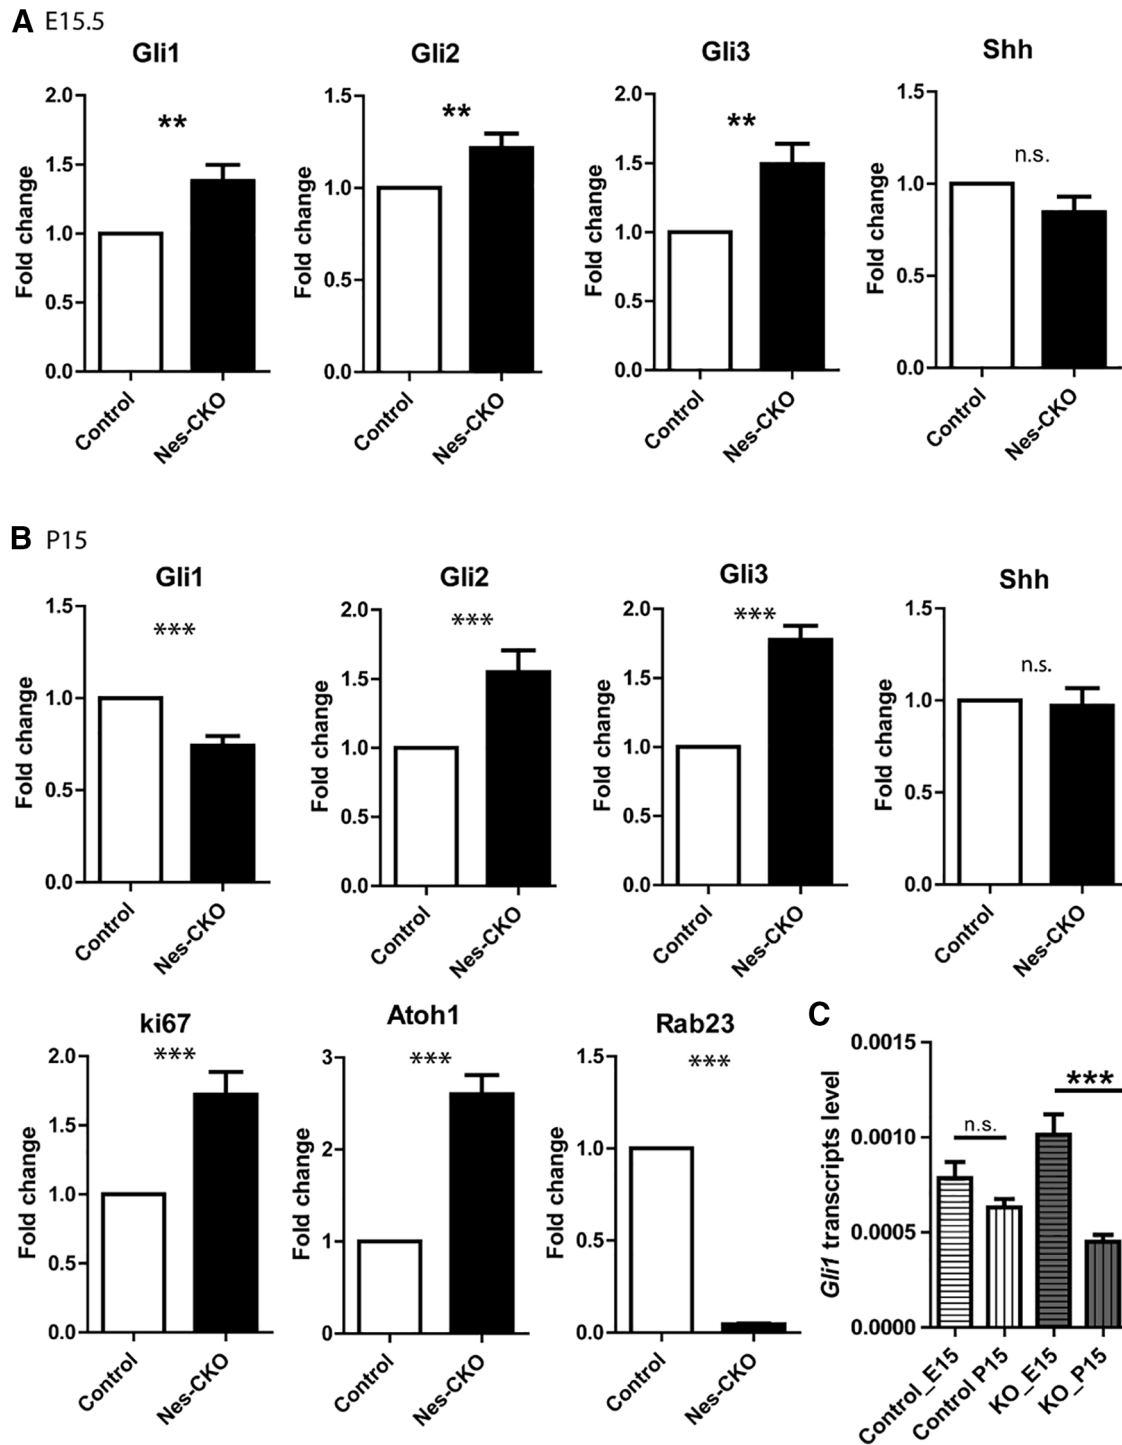 A E15.5
Gli1 Gli2 Gli3 Shh
2.0 1.5 2.0 1.5
** ** ** n.s.
1.5 1.0 1.5 1.0
1.0 0.5 1.0 0.5
0.5 0.0 0.5 0.0
0.0 0.0
Fold change Fold change Fold change Fold change
Control Nes-CKO Control Nes-CKO Control Nes-CKO Control Nes-CKO
B P15
Gli1 Gli2 Gli3 Shh
1.5 2.0 2.0 1.5
*** *** *** n.s.
1.0 1.5 1.5 1.0
0.5 1.0 1.0 0.5
0.0 0.5 0.5 0.0
0.0 0.0
Fold change Fold change Fold change Fold change
Control Nes-CKO Control Nes-CKO Control Nes-CKO Control Nes-CKO
ki67 Atoh1 Rab23
*** *** ***
2.0 3 1.5
1.5 2 1.0
1.0 1 0.5
0.5 0 0.0
0.0
Fold change Fold change Fold change
Control Nes-CKO Control Nes-CKO Control Nes-CKO
C
0.0015
0.0010
0.0005
0.0000
Gli1 transcripts level
n.s. ***
Control_E15 Control P15 KO_E15 KO_P15